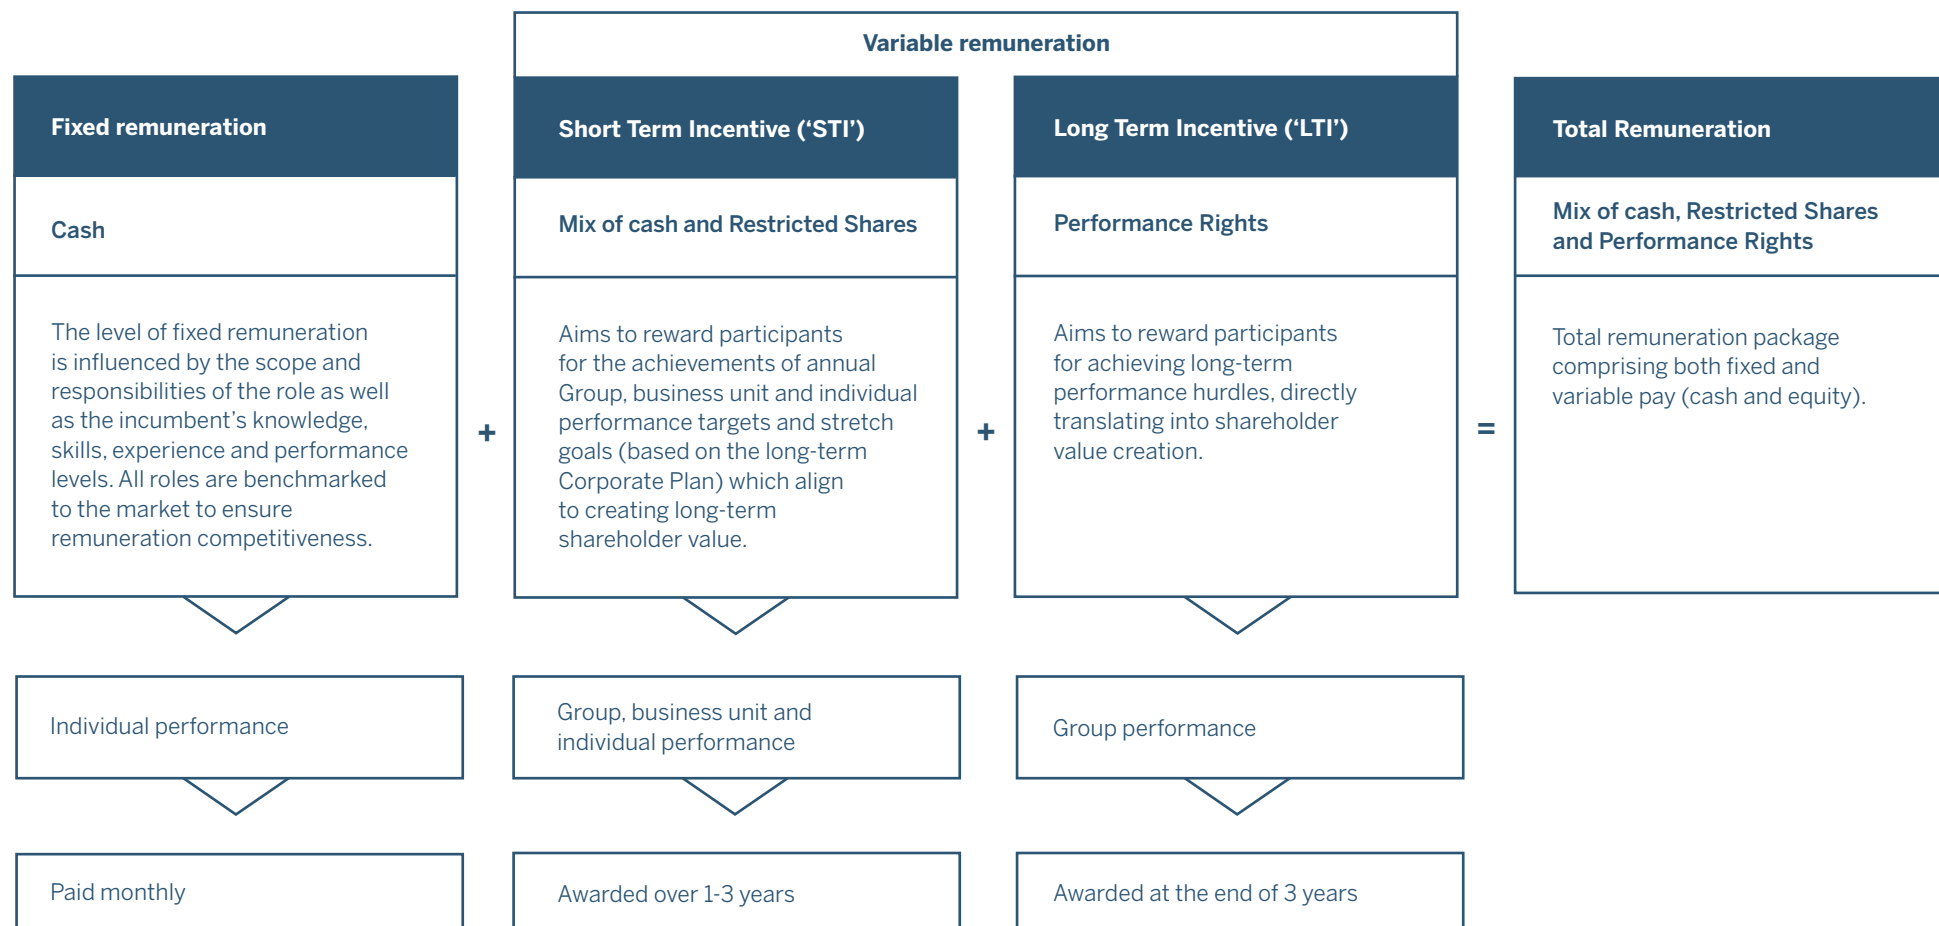 Variable remuneration
Fixed remuneration
Cash
The level of fixed remuneration
is influenced by the scope and
responsibilities of the role as well
as the incumbent’s knowledge,
skills, experience and performance
levels. All roles are benchmarked
to the market to ensure
remuneration competitiveness.
Individual performance
Paid monthly
+
Short Term Incentive (‘STI’)
Mix of cash and Restricted Shares
Aims to reward participants
for the achievements of annual
Group, business unit and individual
performance targets and stretch
goals (based on the long-term
Corporate Plan) which align
to creating long-term
shareholder value.
Group, business unit and
individual performance
Awarded over 1-3 years
+
Long Term Incentive (‘LTI’)
Performance Rights
Aims to reward participants
for achieving long-term
performance hurdles, directly
translating into shareholder
value creation.
Group performance
Awarded at the end of 3 years
=
Total Remuneration
Mix of cash, Restricted Shares
and Performance Rights
Total remuneration package
comprising both fixed and
variable pay (cash and equity).